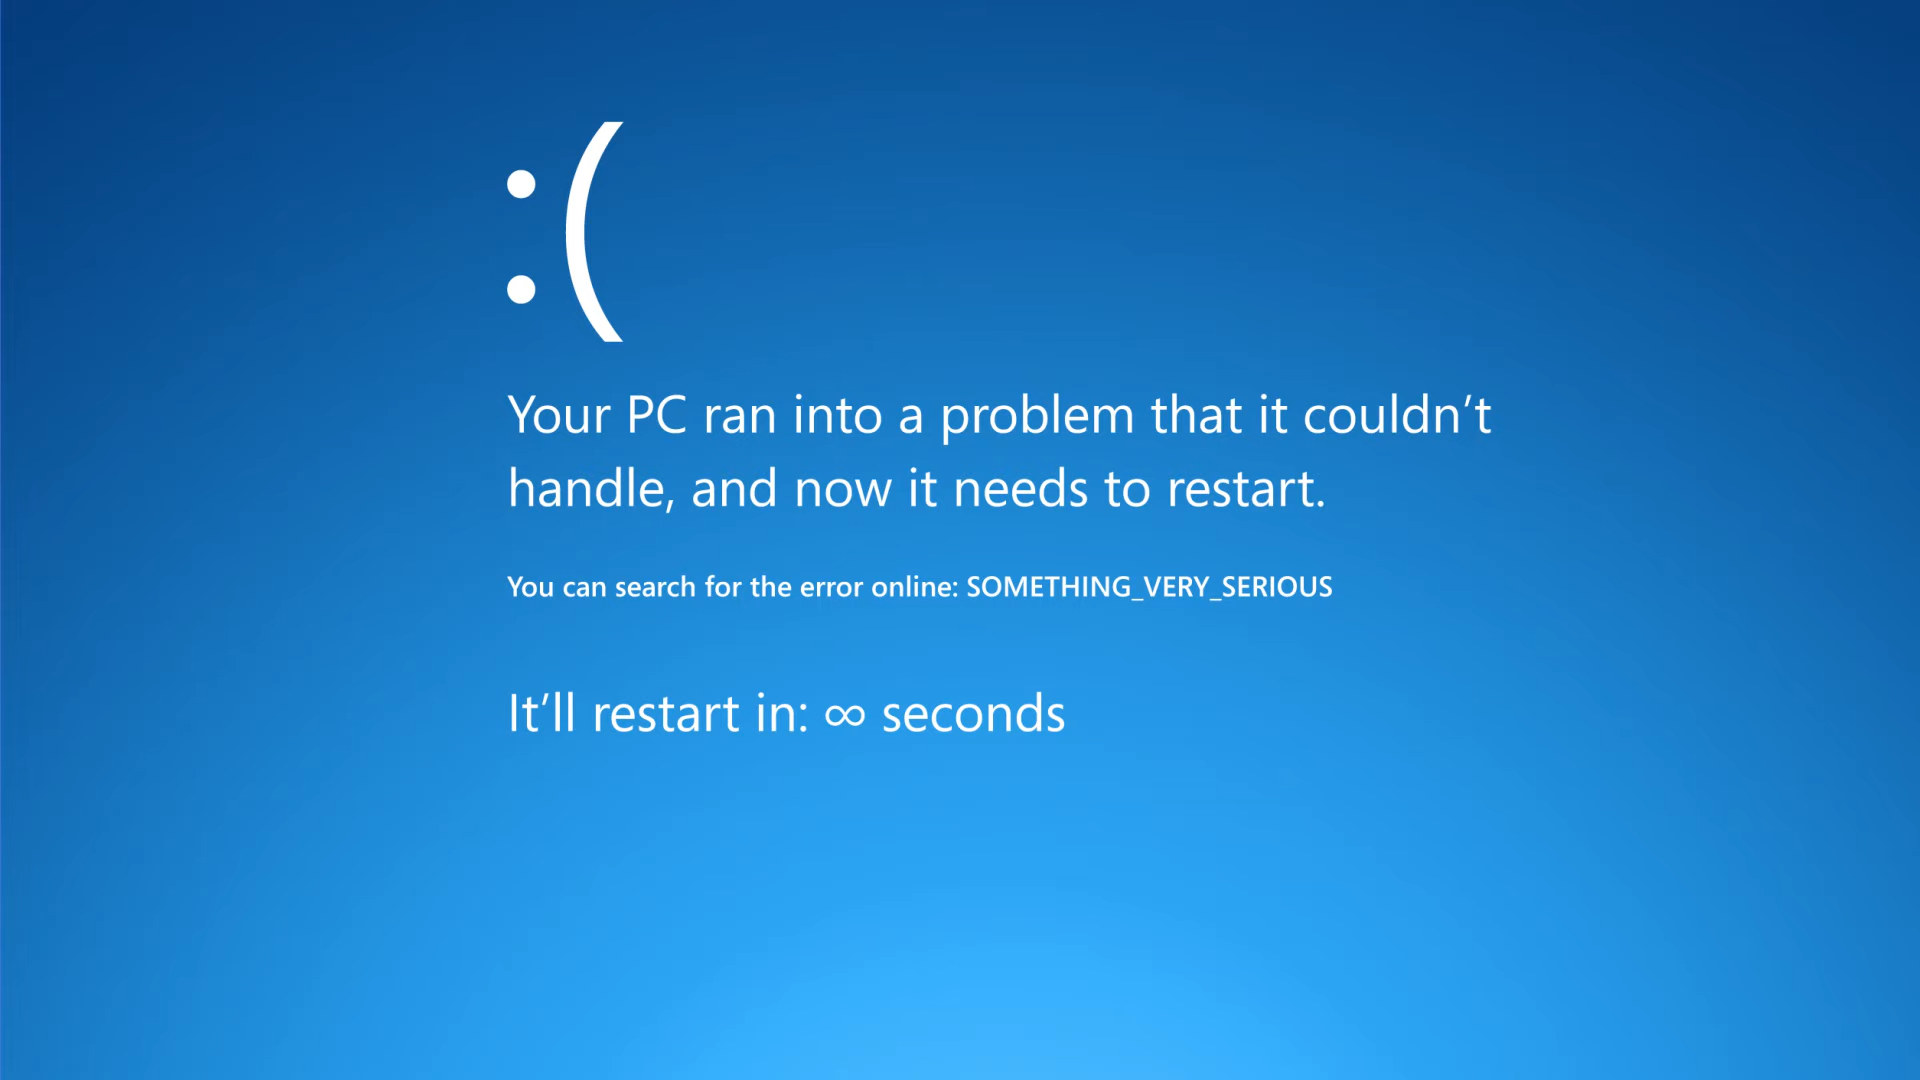 :(
Your PC ran into a problem that it couldn’t
handle, and now it needs to restart.
You can search for the error online: SOMETHING_VERY_SERIOUS
It’ll restart in: ∞ seconds